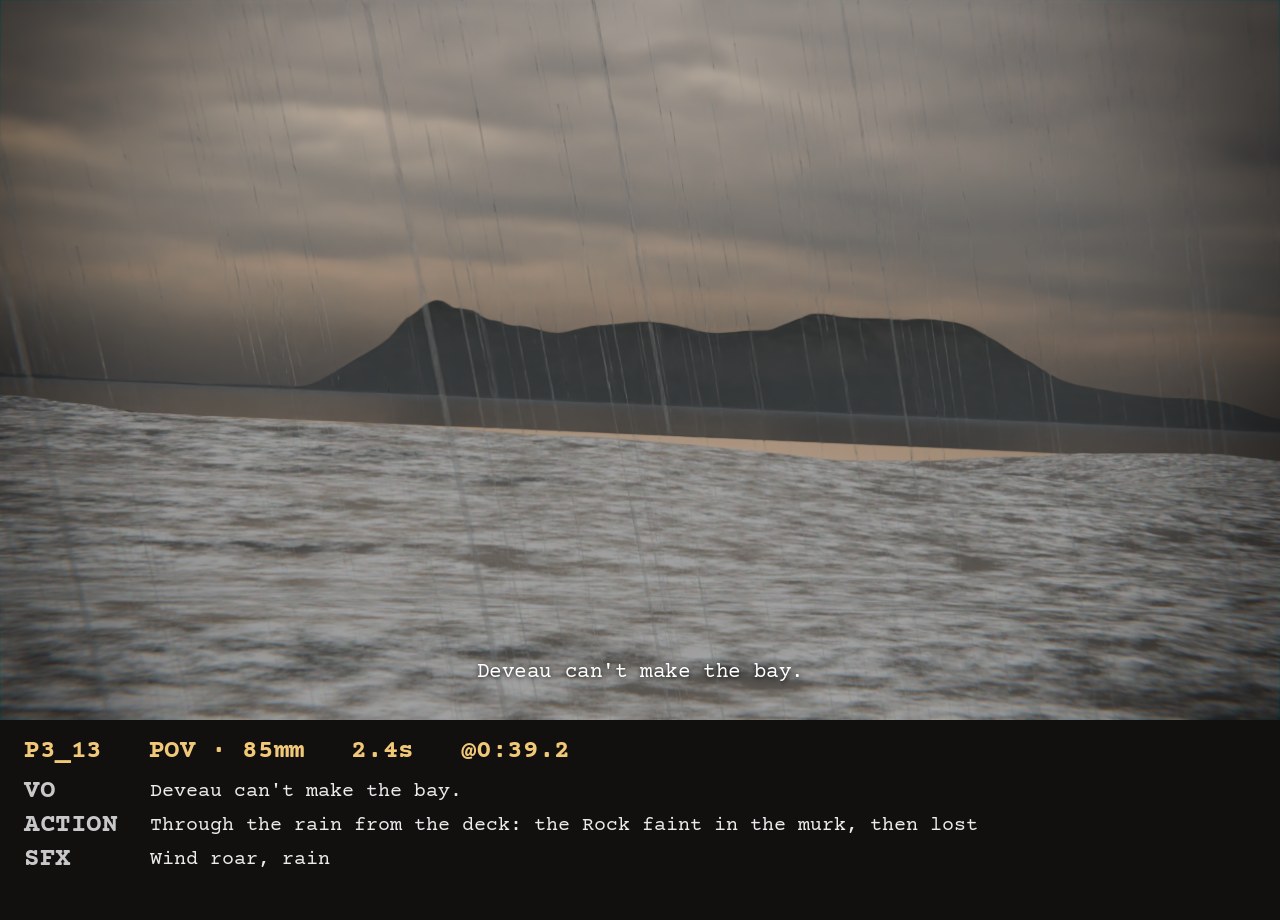 Deveau can't make the bay.
P3_13 POV · 85mm 2.4s @0:39.2
VO Deveau can't make the bay.
ACTION Through the rain from the deck: the Rock faint in the murk, then lost
SFX Wind roar, rain